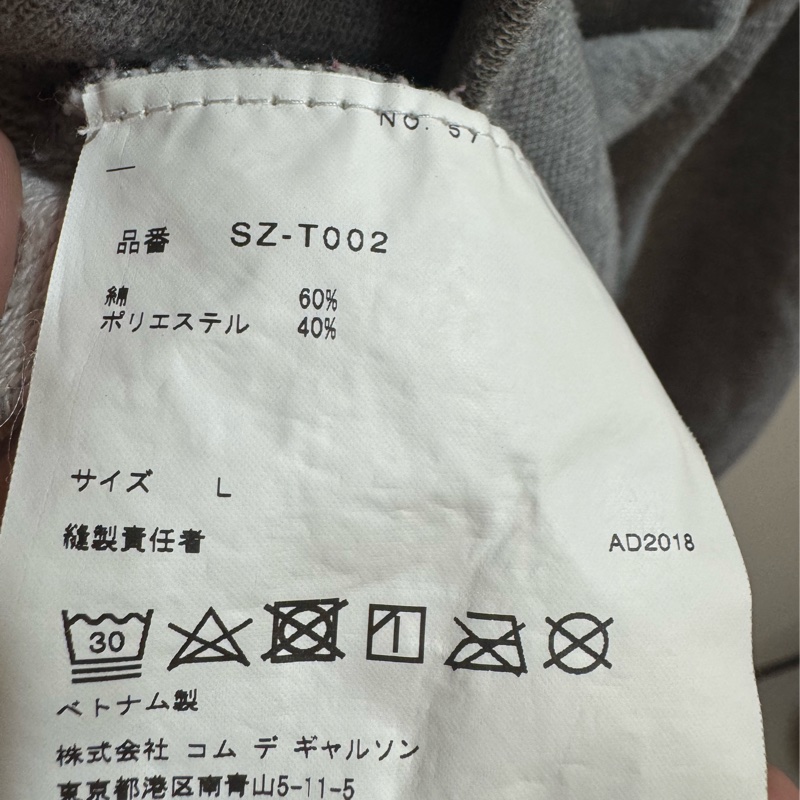 NO. 57
品番 SZ-T002
綿 60%
ポリエステル 40%
サイズ L
縫製責任者 AD2018
30
ベトナム製
株式会社 コム デ ギャルソン
東京都港区南青山5-11-5